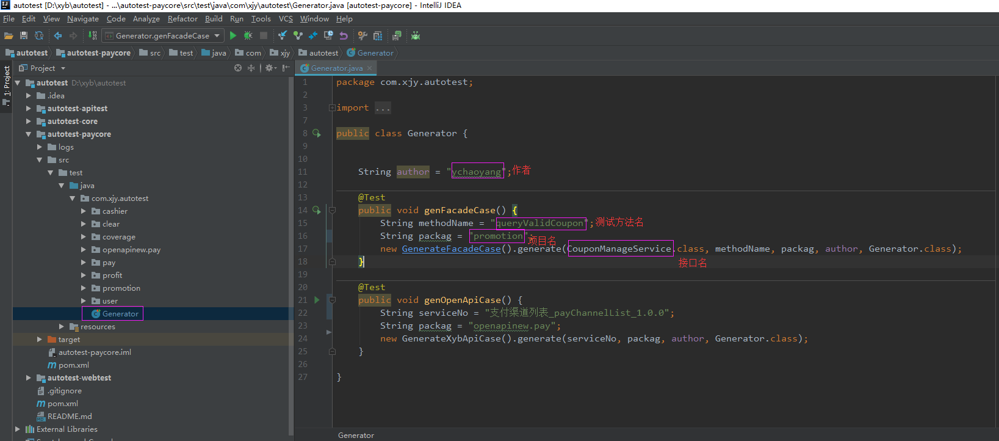 autotest [D:\xyb\autotest] - ...\autotest-paycore\src\test\java\com\xjy\autotest\Generator.java [autotest-paycore] - IntelliJ IDEA
File Edit View Navigate Code Analyze Refactor Build Run Tools VCS Window Help
Generator.genFacadeCase
autotest autotest-paycore src test java com xjy autotest Generator
1: Project
Project
autotest D:\xyb\autotest
.idea
autotest-apitest
autotest-core
autotest-paycore
logs
src
test
java
com.xjy.autotest
cashier
clear
coverage
openapinew.pay
pay
profit
promotion
user
Generator
resources
target
autotest-paycore.iml
pom.xml
autotest-webtest
.gitignore
pom.xml
README.md
External Libraries
Generator.java
1 package com.xjy.autotest;
2
3 import ...
7
8 public class Generator {
9
10
11 String author = "ychaoyang"; 作者
12
13 @Test
14 public void genFacadeCase() {
15 String methodName = "queryValidCoupon"; 测试方法名
16 String packag = "promotion"; 项目名
17 new GenerateFacadeCase().generate(CouponManageService.class, methodName, packag, author, Generator.class);
18 } 接口名
19
20 @Test
21 public void genOpenApiCase() {
22 String serviceNo = "支付渠道列表_payChannelList_1.0.0";
23 String packag = "openapinew.pay";
24 new GenerateXybApiCase().generate(serviceNo, packag, author, Generator.class);
25 }
26
27 }
Generator